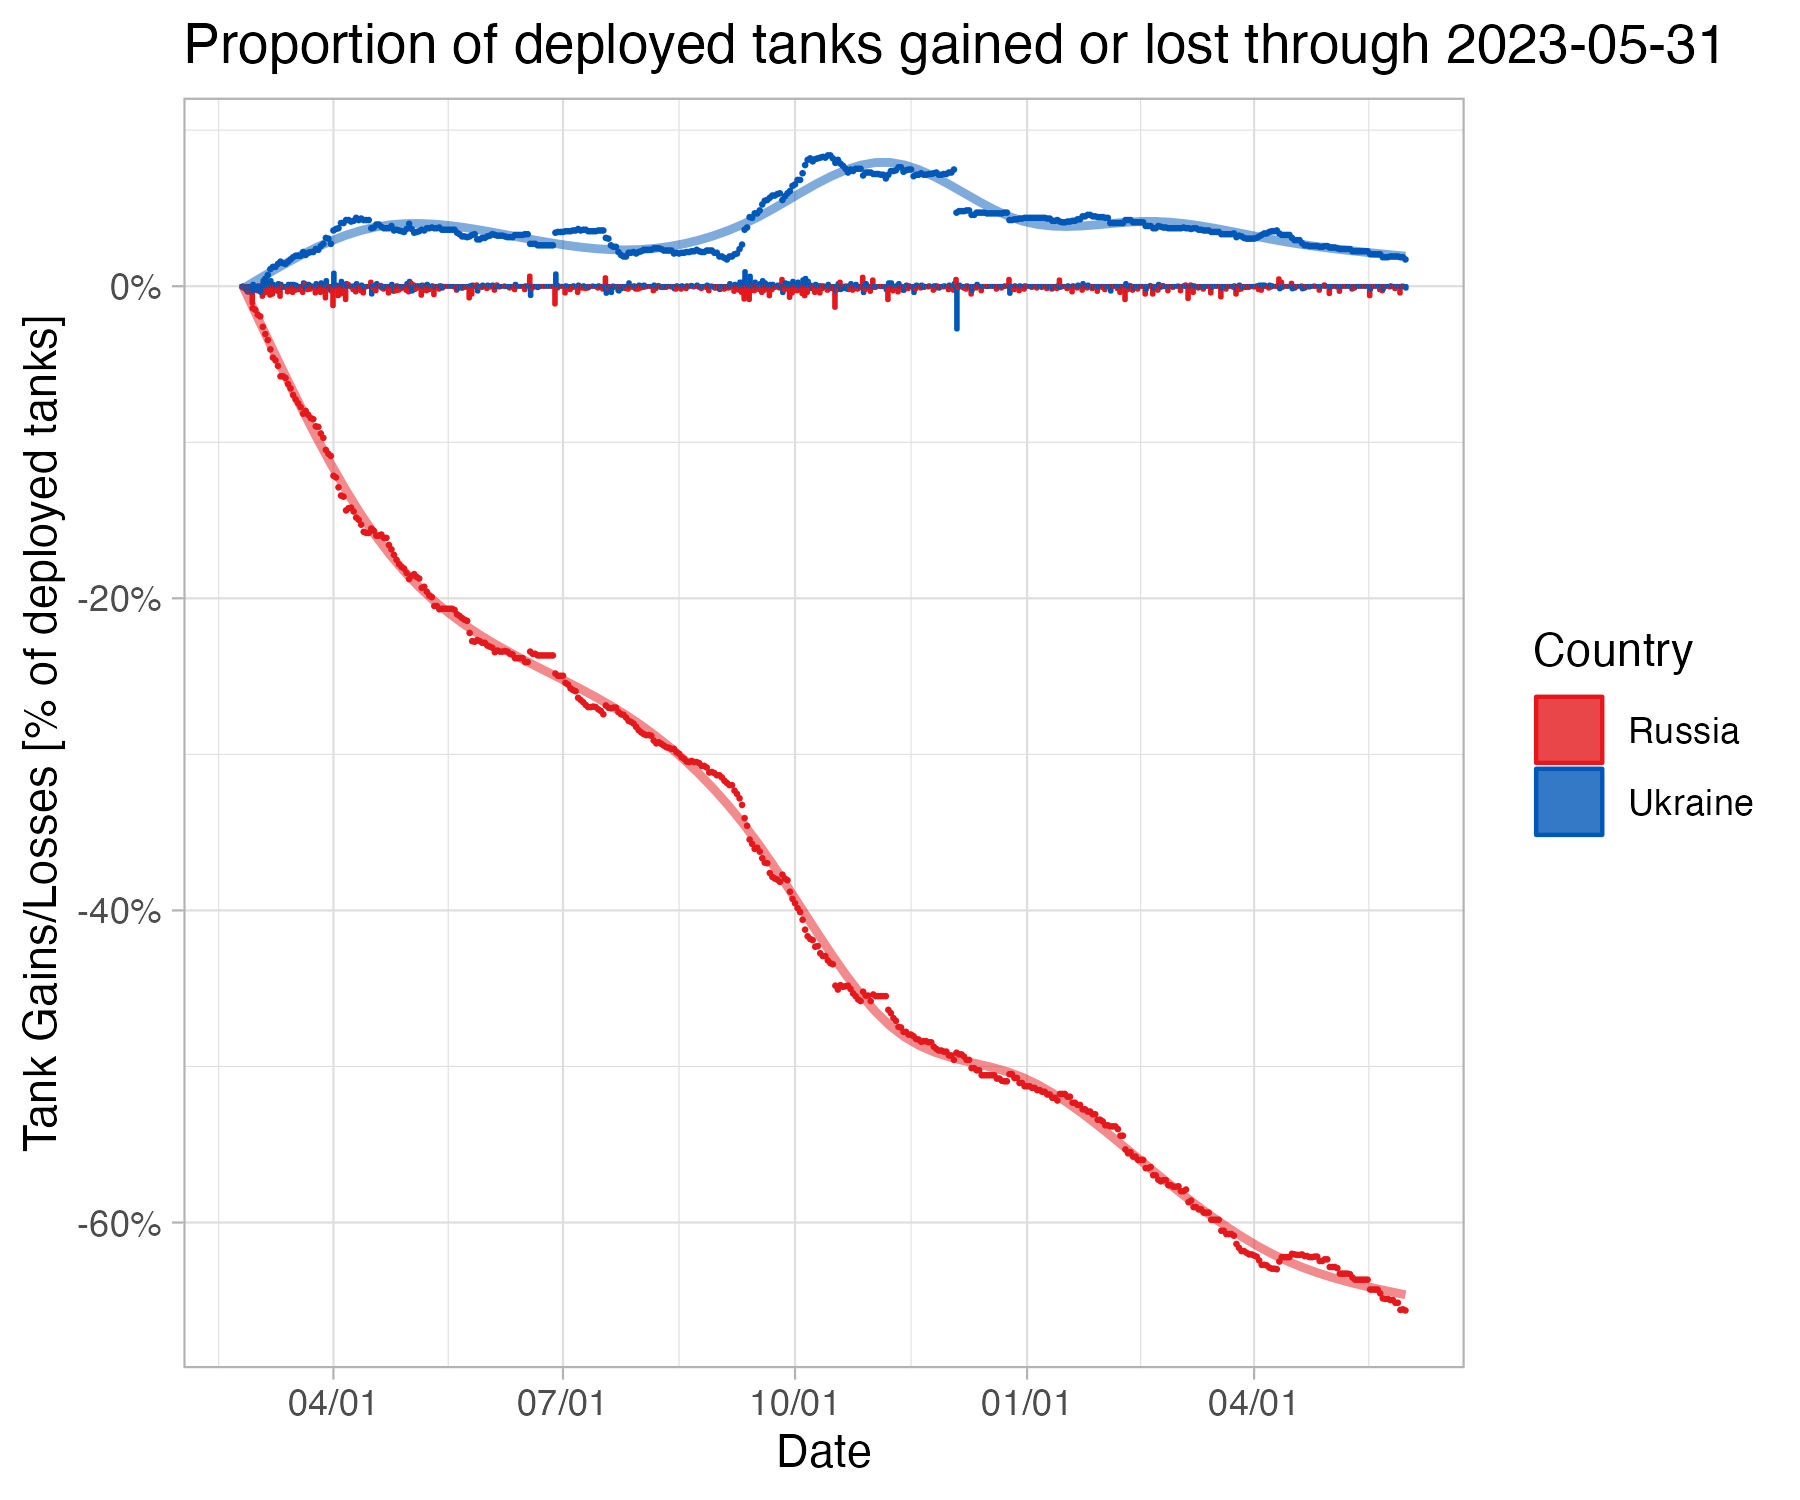 Proportion of deployed tanks gained or lost through 2023-05-31
Tank Gains/Losses [% of deployed tanks]
0%
-20%
-40%
-60%
04/01 07/01 10/01 01/01 04/01
Date
Country
Russia
Ukraine